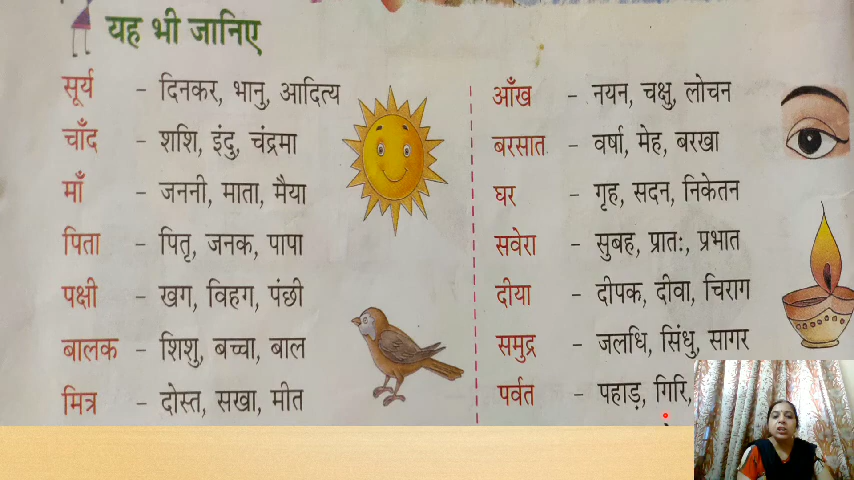 यह भी जानिए
सूर्य - दिनकर, भानु, आदित्य
चाँद - शशि, इंदु, चंद्रमा
माँ - जननी, माता, मैया
पिता - पितृ, जनक, पापा
पक्षी - खग, विहग, पंछी
बालक - शिशु, बच्चा, बाल
मित्र - दोस्त, सखा, मीत
आँख - नयन, चक्षु, लोचन
बरसात - वर्षा, मेह, बरखा
घर - गृह, सदन, निकेतन
सवेरा - सुबह, प्रातः, प्रभात
दीया - दीपक, दीवा, चिराग
समुद्र - जलधि, सिंधु, सागर
पर्वत - पहाड़, गिरि,